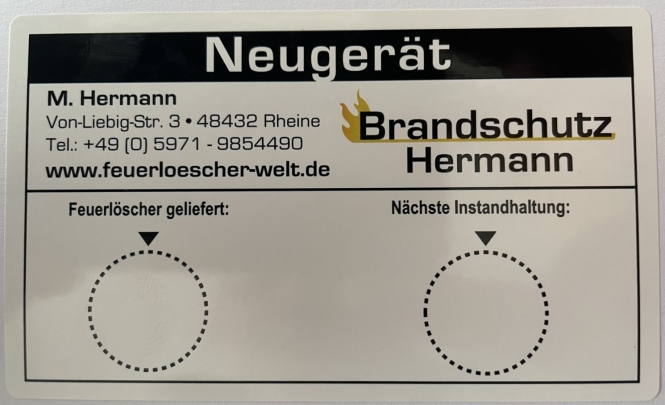 Neugerät
M. Hermann
Von-Liebig-Str. 3 • 48432 Rheine
Tel.: +49 (0) 5971 - 9854490
www.feuerloescher-welt.de
Brandschutz
Hermann
Feuerlöscher geliefert:
Nächste Instandhaltung: